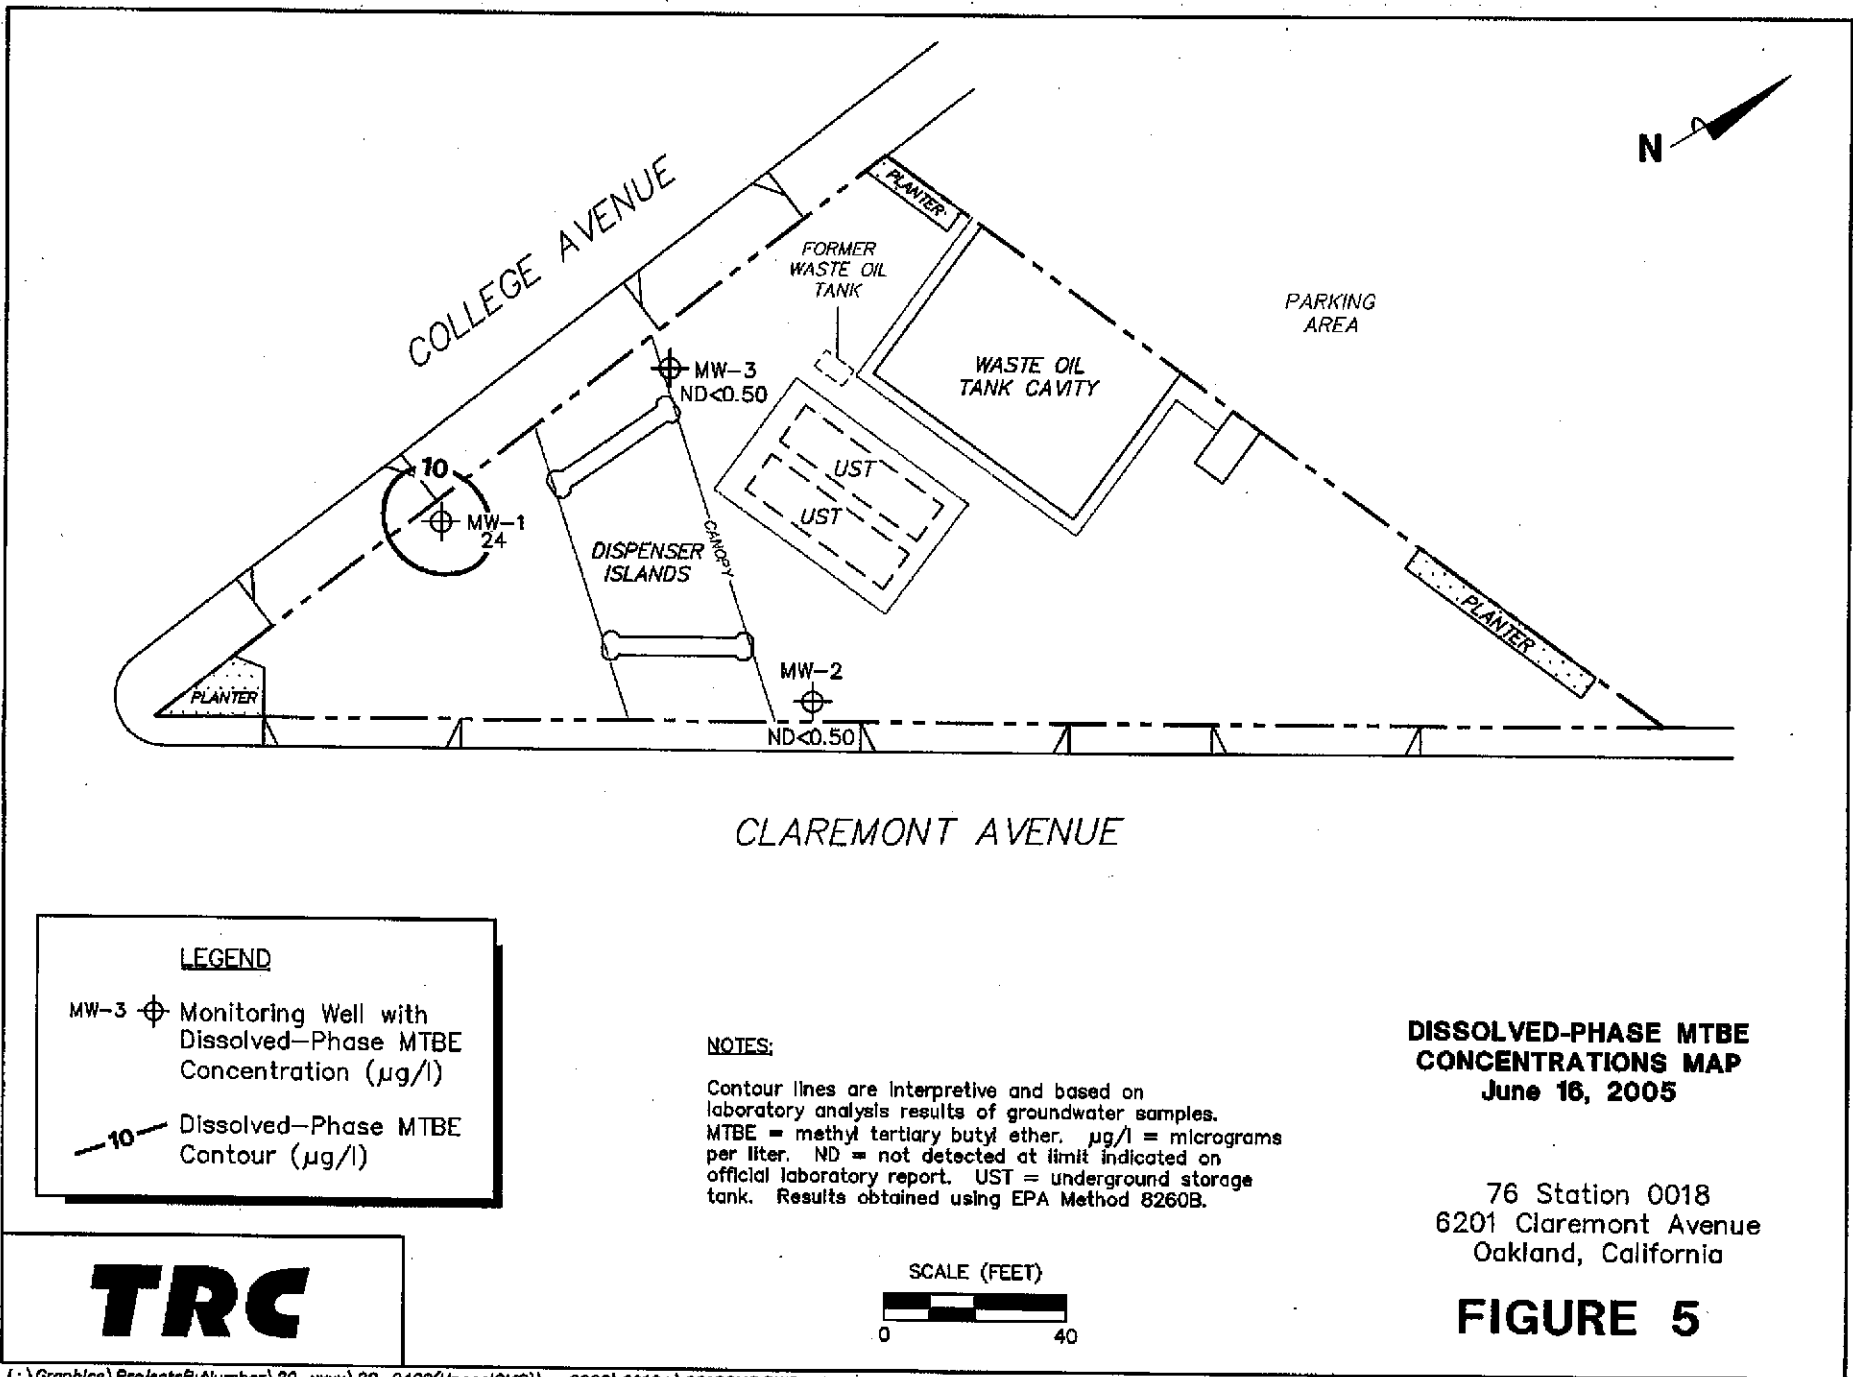 COLLEGE AVENUE
N
PLANTER
FORMER
WASTE OIL
TANK
PARKING
AREA
WASTE OIL
TANK CAVITY
MW-3
ND<0.50
10
MW-1
24
UST
UST
CANOPY
DISPENSER
ISLANDS
PLANTER
PLANTER
MW-2
ND<0.50
CLAREMONT AVENUE
LEGEND
MW-3 Monitoring Well with
Dissolved-Phase MTBE
Concentration (µg/l)
10 Dissolved-Phase MTBE
Contour (µg/l)
NOTES:
Contour lines are interpretive and based on
laboratory analysis results of groundwater samples.
MTBE = methyl tertiary butyl ether. µg/l = micrograms
per liter. ND = not detected at limit indicated on
official laboratory report. UST = underground storage
tank. Results obtained using EPA Method 8260B.
SCALE (FEET)
0 40
DISSOLVED-PHASE MTBE
CONCENTRATIONS MAP
June 16, 2005
76 Station 0018
6201 Claremont Avenue
Oakland, California
FIGURE 5
TRC